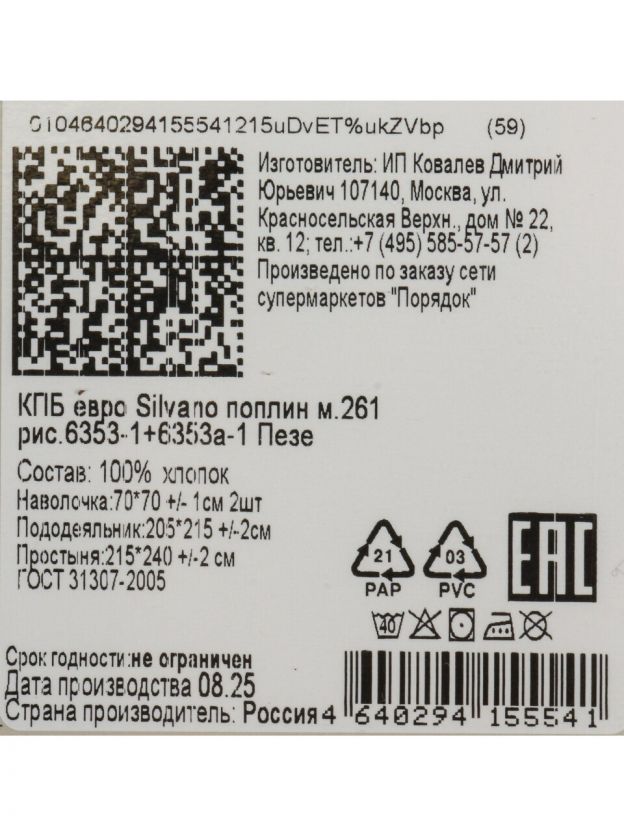 0104640294155541215uDvET%ukZVbp (59)
Изготовитель: ИП Ковалев Дмитрий
Юрьевич 107140, Москва, ул.
Красносельская Верхн., дом № 22,
кв. 12; тел.:+7 (495) 585-57-57 (2)
Произведено по заказу сети
супермаркетов "Порядок"
КПБ евро Silvano поплин м.261
рис.6353-1+6353а-1 Пезе
Состав: 100% хлопок
Наволочка:70*70 +/- 1см 2шт
Пододеяльник:205*215 +/-2см
Простыня:215*240 +/-2 см
ГОСТ 31307-2005
21 03
PAP PVC
EAC
40
Срок годности:не ограничен
Дата производства 08.25
Страна производитель: Россия
4 640294 155541